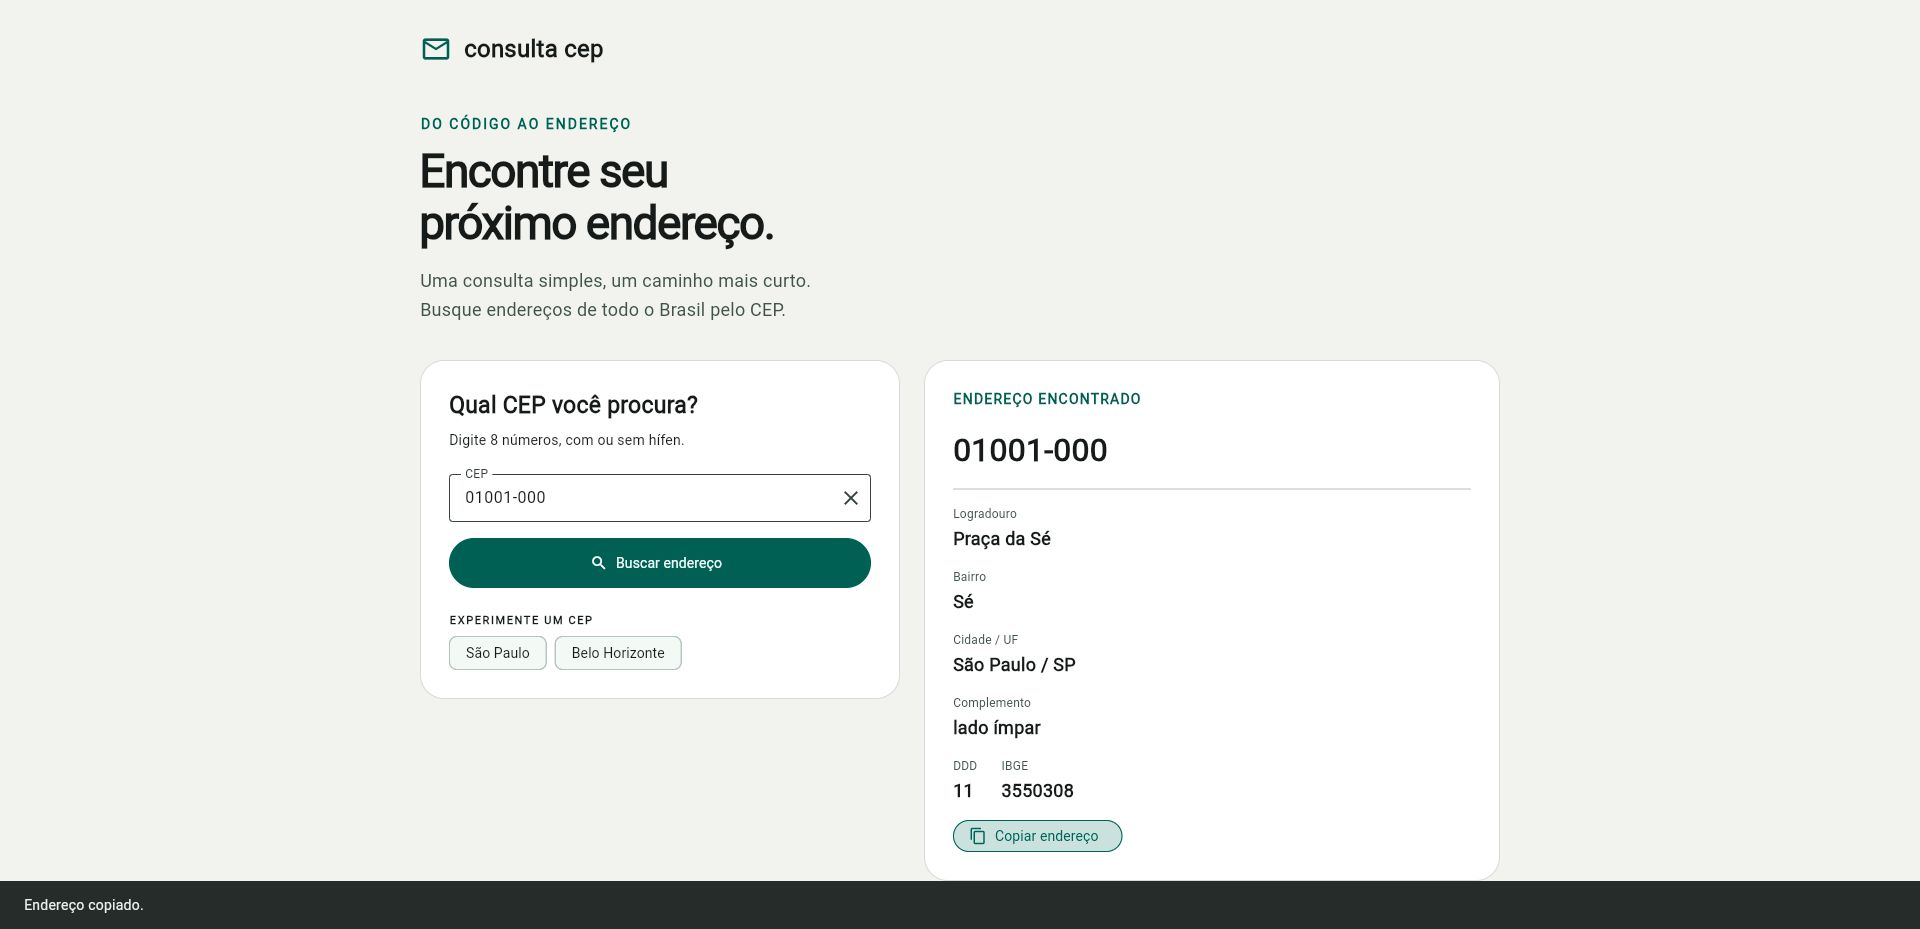 consulta cep
DO CÓDIGO AO ENDEREÇO
Encontre seu
próximo endereço.
Uma consulta simples, um caminho mais curto.
Busque endereços de todo o Brasil pelo CEP.
Qual CEP você procura?
Digite 8 números, com ou sem hífen.
CEP
01001-000
Buscar endereço
EXPERIMENTE UM CEP
São Paulo
Belo Horizonte
ENDEREÇO ENCONTRADO
01001-000
Logradouro
Praça da Sé
Bairro
Sé
Cidade / UF
São Paulo / SP
Complemento
lado ímpar
DDD IBGE
11 3550308
Copiar endereço
Endereço copiado.